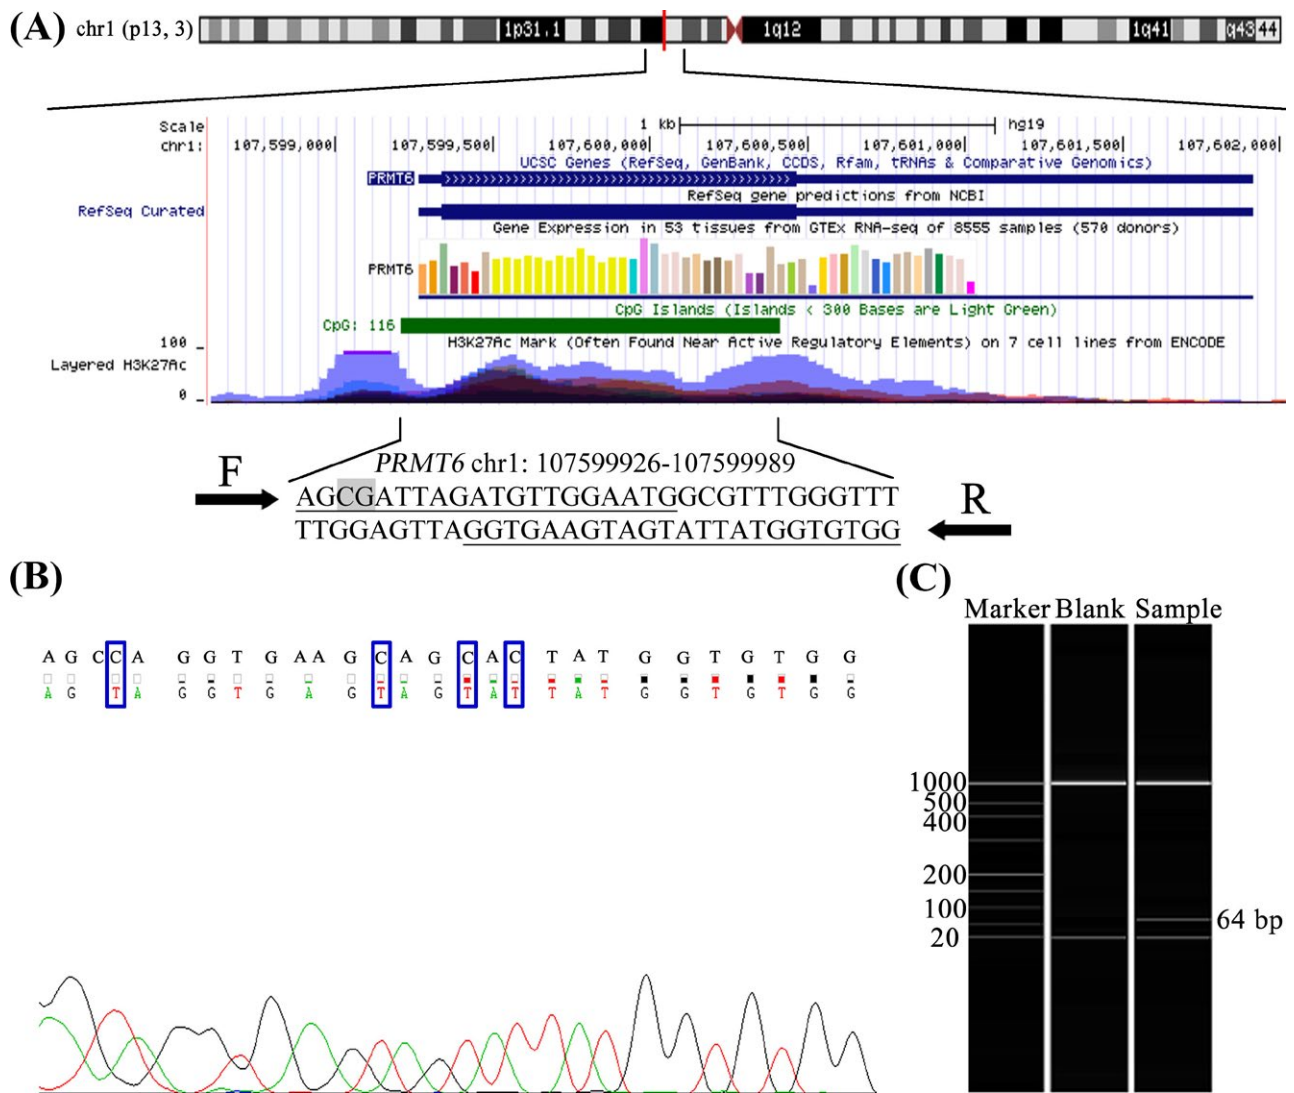 (A) chr1 (p13, 3) 1p31.1 1q12 1q41 q43 44
Scale 1 kb hg19
chr1: 107,599,000 107,599,500 107,600,000 107,600,500 107,601,000 107,601,500 107,602,000
UCSC Genes (RefSeq, GenBank, CCDS, Rfam, tRNAs & Comparative Genomics)
PRMT6
RefSeq gene predictions from NCBI
RefSeq Curated
Gene Expression in 53 tissues from GTEx RNA-seq of 8555 samples (570 donors)
PRMT6
CpG Islands (Islands < 300 Bases are Light Green)
CpG: 116
H3K27Ac Mark (Often Found Near Active Regulatory Elements) on 7 cell lines from ENCODE
100
Layered H3K27Ac
0
PRMT6 chr1: 107599926-107599989
F
AGCGATTAGATGTTGGAATGGCGTTTGGGTTT
TTGGAGTTAGGTGAAGTAGTATTATGGTGTGG
R
(B)
A G C C A G G T G A A G C A G C A C T A T G G T G T G G
A G T A G G T G A G T A G T A T T A T G G T G T G G
(C)
Marker Blank Sample
1000
500
400
200
100
64 bp
20